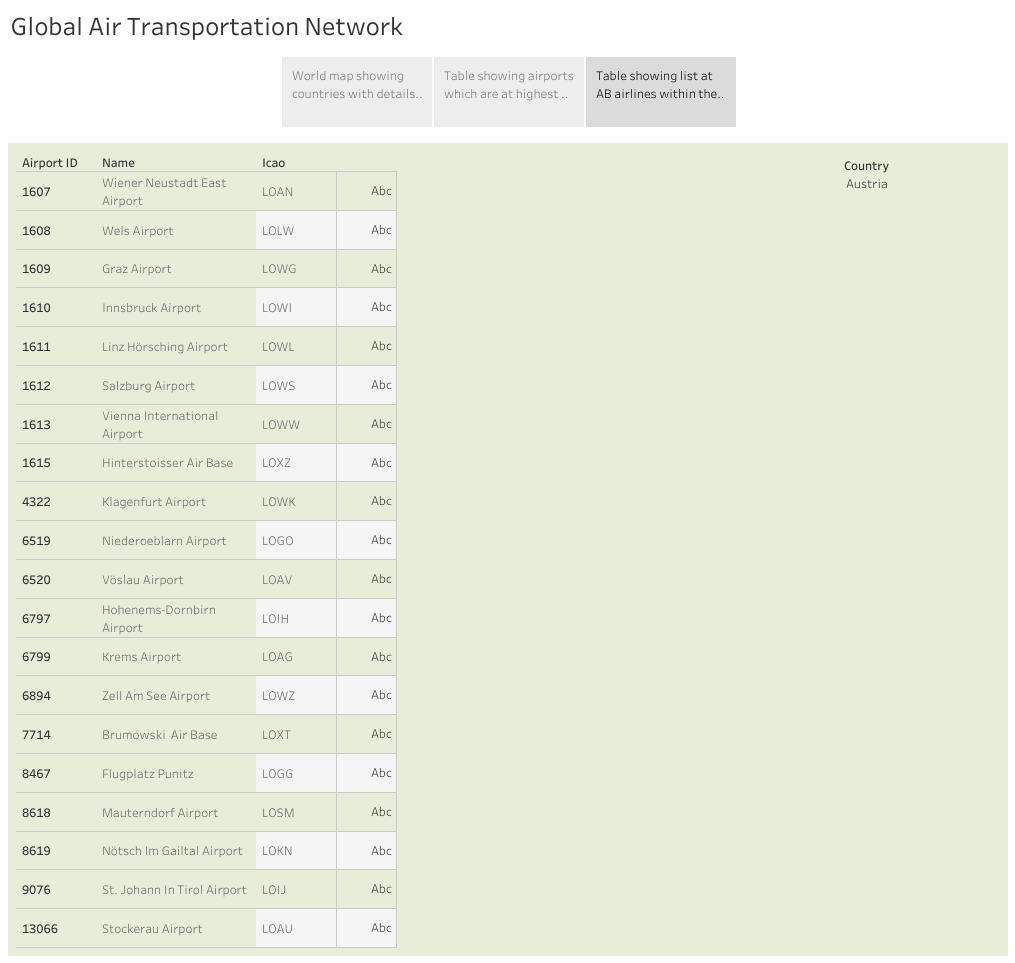 Global Air Transportation Network
World map showing
countries with details..
Table showing airports
which are at highest ..
Table showing list at
AB airlines within the..
Airport ID Name Icao
Country
Austria
1607 Wiener Neustadt East Airport LOAN Abc
1608 Wels Airport LOLW Abc
1609 Graz Airport LOWG Abc
1610 Innsbruck Airport LOWI Abc
1611 Linz Hörsching Airport LOWL Abc
1612 Salzburg Airport LOWS Abc
1613 Vienna International Airport LOWW Abc
1615 Hinterstoisser Air Base LOXZ Abc
4322 Klagenfurt Airport LOWK Abc
6519 Niederoeblarn Airport LOGO Abc
6520 Vöslau Airport LOAV Abc
6797 Hohenems-Dornbirn Airport LOIH Abc
6799 Krems Airport LOAG Abc
6894 Zell Am See Airport LOWZ Abc
7714 Brumowski  Air Base LOXT Abc
8467 Flugplatz Punitz LOGG Abc
8618 Mauterndorf Airport LOSM Abc
8619 Nötsch Im Gailtal Airport LOKN Abc
9076 St. Johann In Tirol Airport LOIJ Abc
13066 Stockerau Airport LOAU Abc